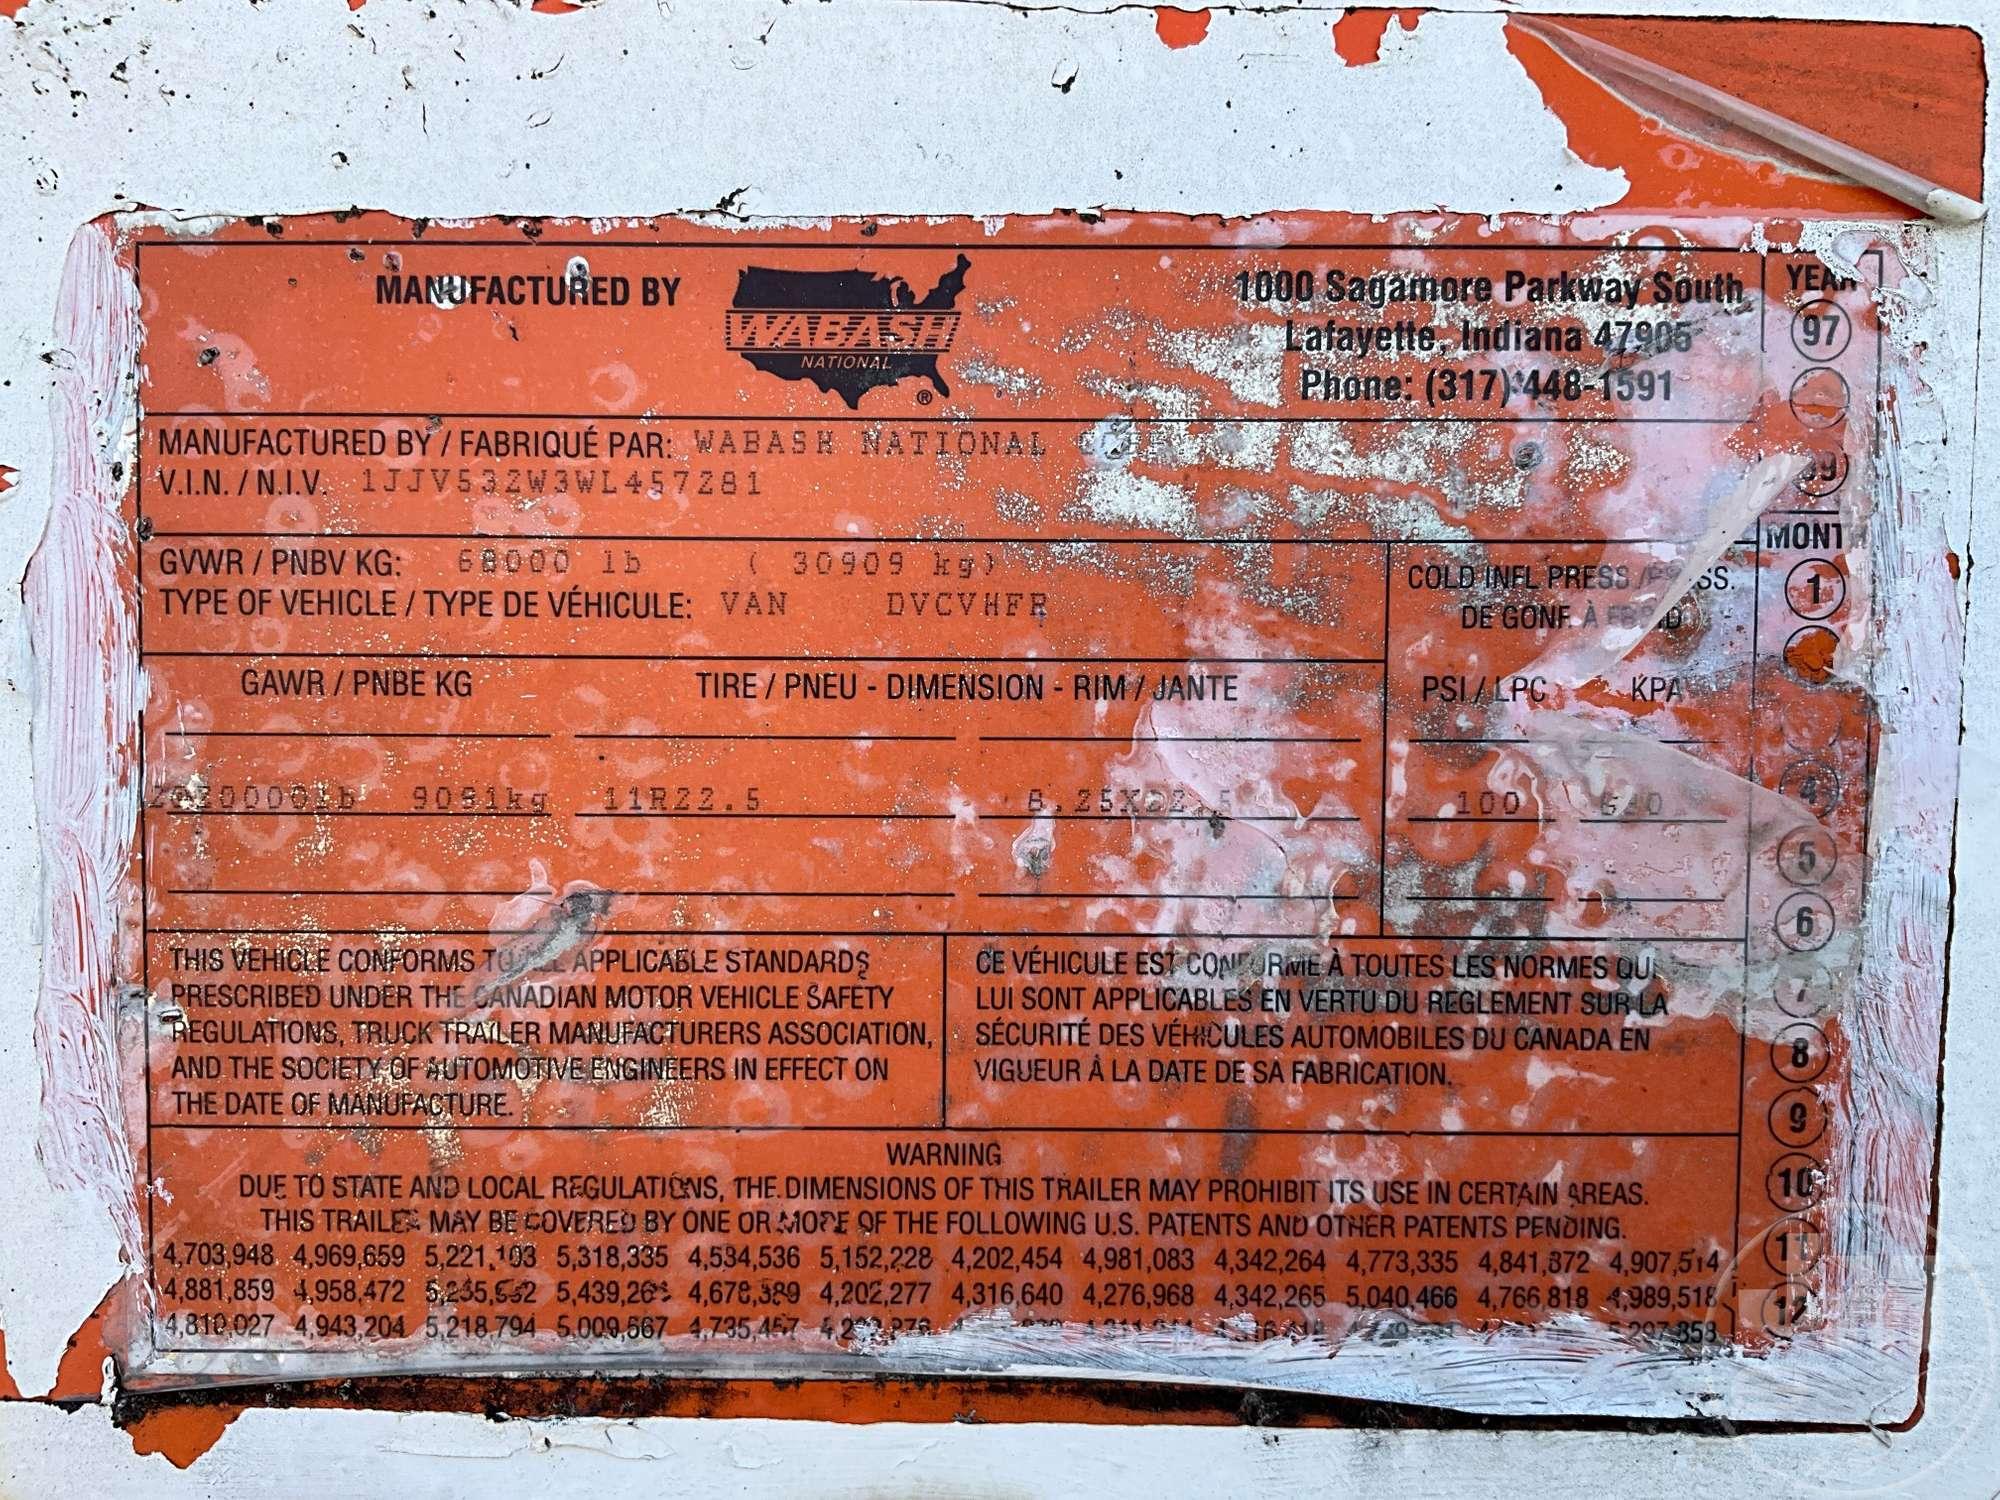 MANUFACTURED BY
WABASH
NATIONAL
®
1000 Sagamore Parkway South
Lafayette, Indiana 47905
Phone: (317) 448-1591
YEAR
97
99
MANUFACTURED BY / FABRIQUÉ PAR: WABASH NATIONAL
V.I.N. / N.I.V. 1JJV532W3WL457281
GVWR / PNBV KG: 68000 lb ( 30909 kg)
TYPE OF VEHICLE / TYPE DE VÉHICULE: VAN DVCVHFR
COLD INFL PRESS
DE GONF. À
MONTH
1
4
5
6
7
8
9
10
11
12
GAWR / PNBE KG
TIRE / PNEU - DIMENSION - RIM / JANTE
PSI / LPC KPA
9091kg 11R22.5 8.25X22.5 100
THIS VEHICLE CONFORMS TO ALL APPLICABLE STANDARDS
PRESCRIBED UNDER THE CANADIAN MOTOR VEHICLE SAFETY
REGULATIONS, TRUCK TRAILER MANUFACTURERS ASSOCIATION,
AND THE SOCIETY OF AUTOMOTIVE ENGINEERS IN EFFECT ON
THE DATE OF MANUFACTURE.
CE VÉHICULE EST CONFORME À TOUTES LES NORMES QUI
LUI SONT APPLICABLES EN VERTU DU REGLEMENT SUR LA
SÉCURITÉ DES VÉHICULES AUTOMOBILES DU CANADA EN
VIGUEUR À LA DATE DE SA FABRICATION.
WARNING
DUE TO STATE AND LOCAL REGULATIONS, THE DIMENSIONS OF THIS TRAILER MAY PROHIBIT ITS USE IN CERTAIN AREAS.
THIS TRAILER MAY BE COVERED BY ONE OR MORE OF THE FOLLOWING U.S. PATENTS AND OTHER PATENTS PENDING.
4,703,948 4,969,659 5,221,103 5,318,335 4,534,536 5,152,228 4,202,454 4,981,083 4,342,264 4,773,335 4,841,872 4,907,514
4,881,859 4,958,472 4,678,389 4,202,277 4,316,640 4,276,968 4,342,265 5,040,466 4,766,818 4,989,518
4,810,027 4,943,204 5,218,794 5,009,667 4,735,457 5,297,858